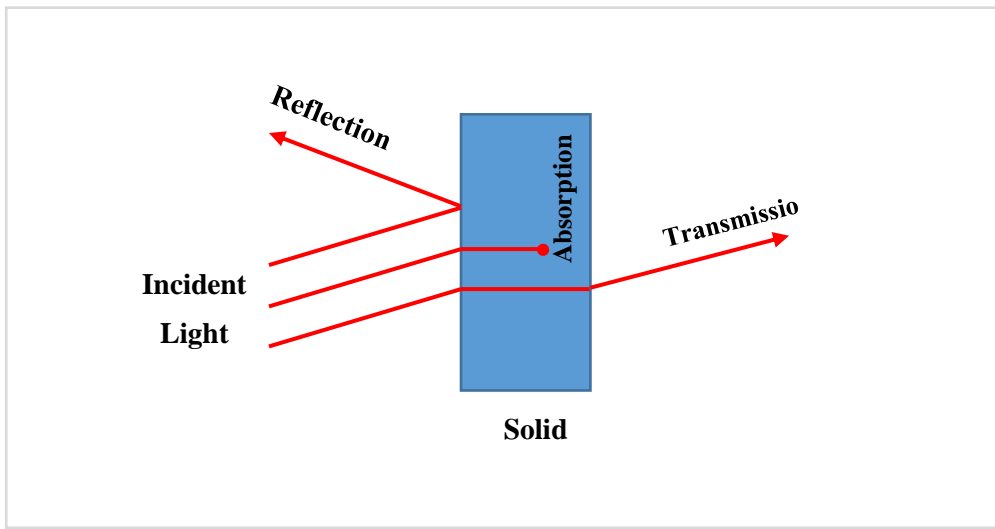 Reflection
Absorption
Transmissio
Incident
Light
Solid